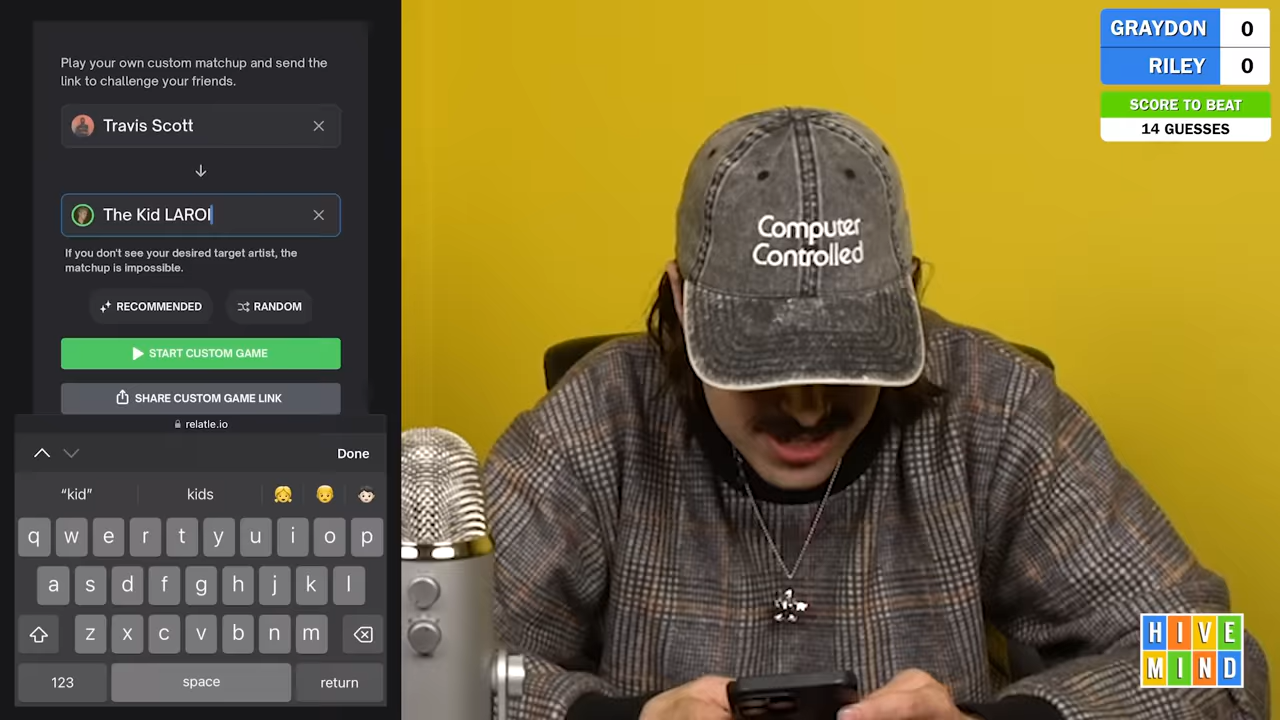 Play your own custom matchup and send the
link to challenge your friends.
Travis Scott
The Kid LAROI
If you don't see your desired target artist, the
matchup is impossible.
RECOMMENDED
RANDOM
START CUSTOM GAME
SHARE CUSTOM GAME LINK
relatle.io
Done
“kid”
kids
q w e r t y u i o p
a s d f g h j k l
z x c v b n m
123
space
return
Computer
Controlled
GRAYDON 0
RILEY 0
SCORE TO BEAT
14 GUESSES
HIVE
MIND